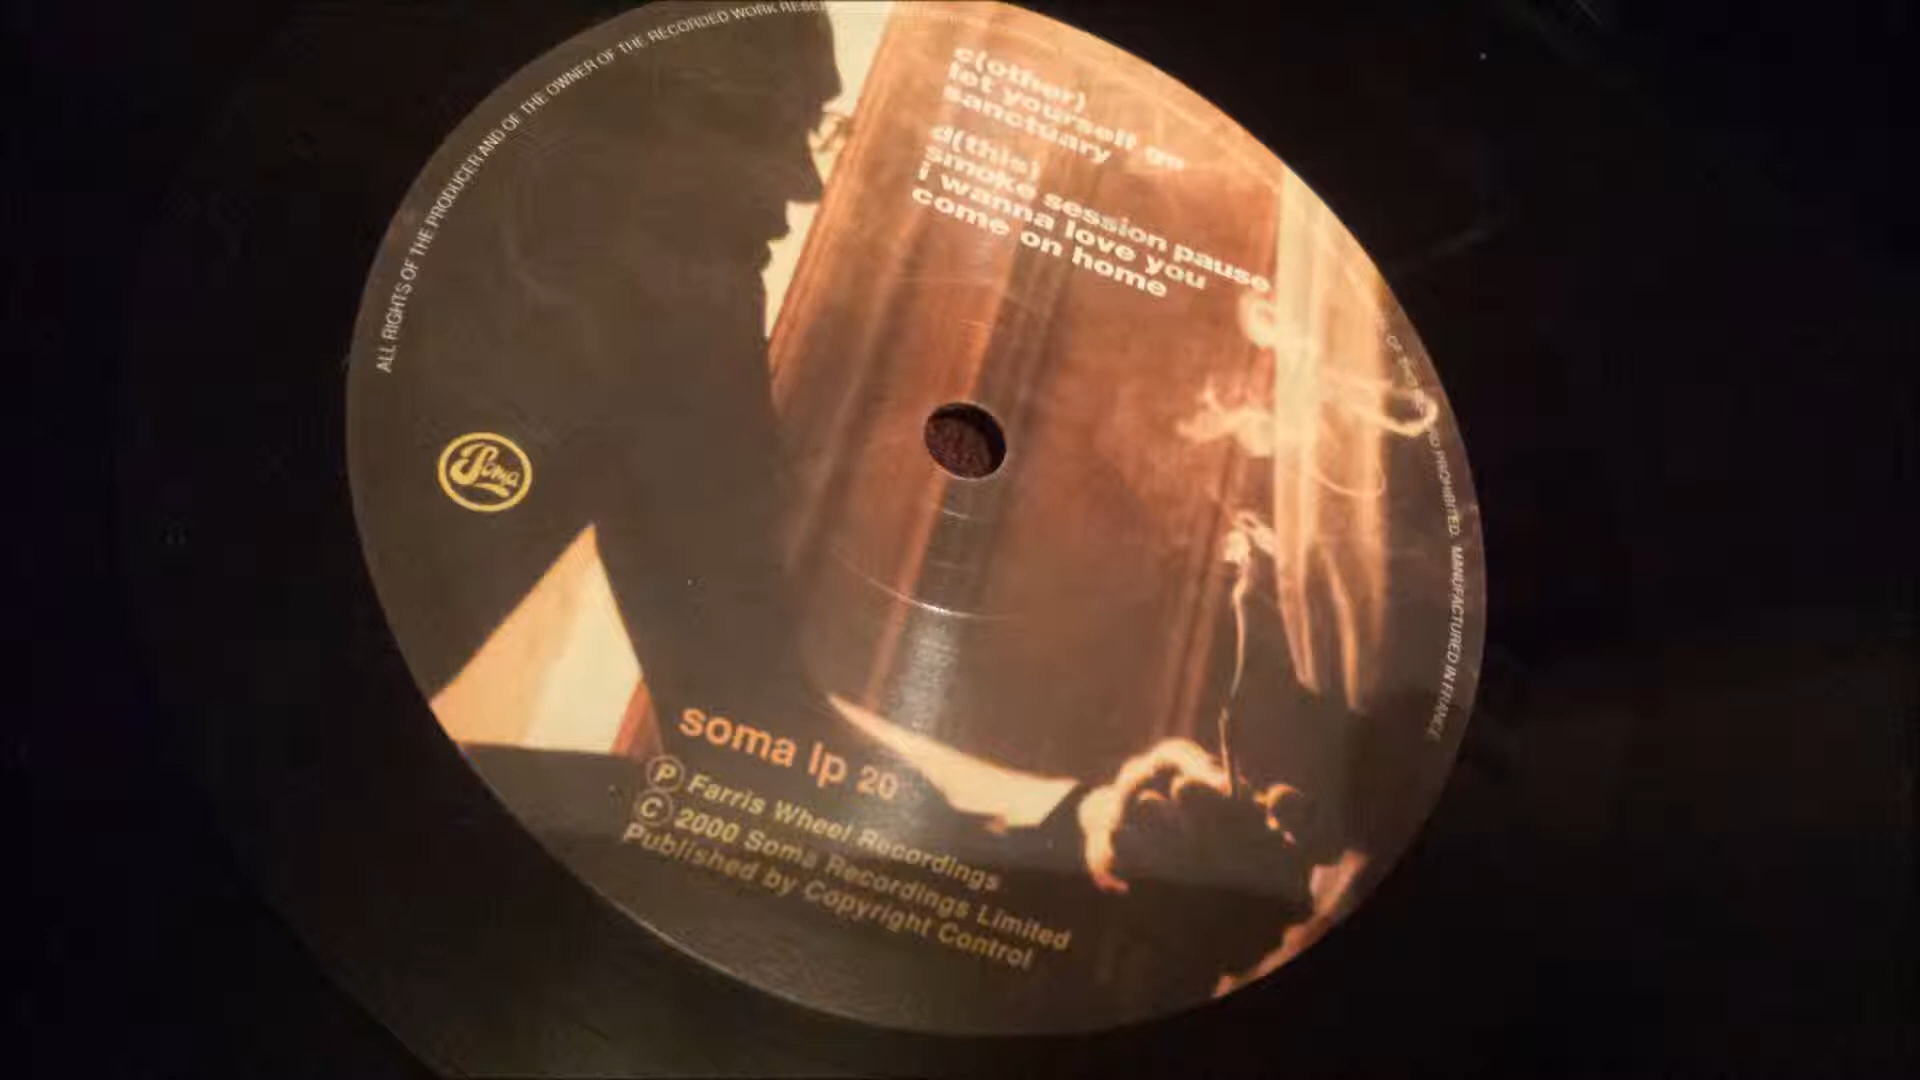 ALL RIGHTS OF THE PRODUCER AND OF THE OWNER OF THE RECORDED WORK RESE
c(other)
let yourself go
sanctuary
d(this)
smoke session pause
i wanna love you
come on home
PROHIBITED. MANUFACTURED IN FRANCE
Soma
soma lp 20
P Farris Wheel Recordings
C 2000 Soma Recordings Limited
Published by Copyright Control